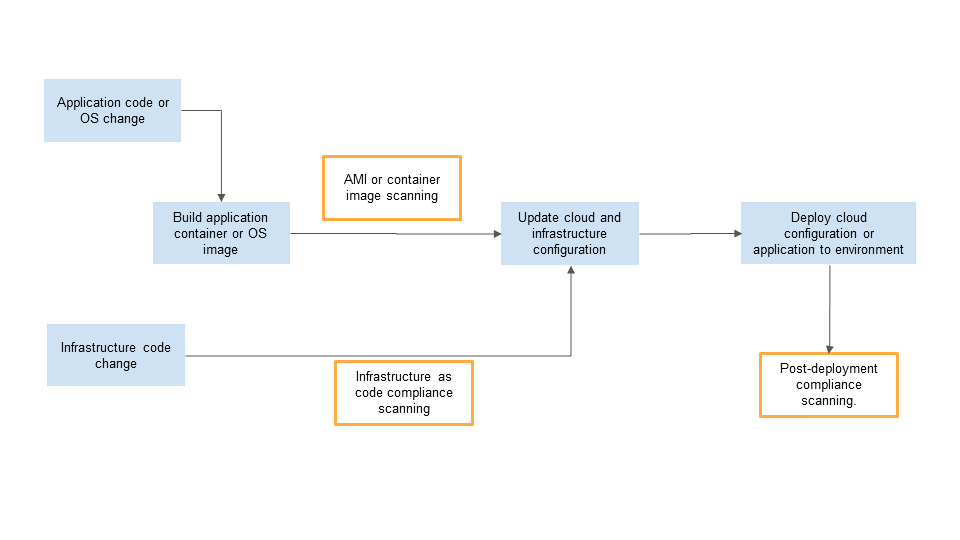 Application code or
OS change
AMI or container
image scanning
Build application
container or OS
image
Update cloud and
infrastructure
configuration
Deploy cloud
configuration or
application to environment
Infrastructure code
change
Infrastructure as
code compliance
scanning
Post-deployment
compliance
scanning.